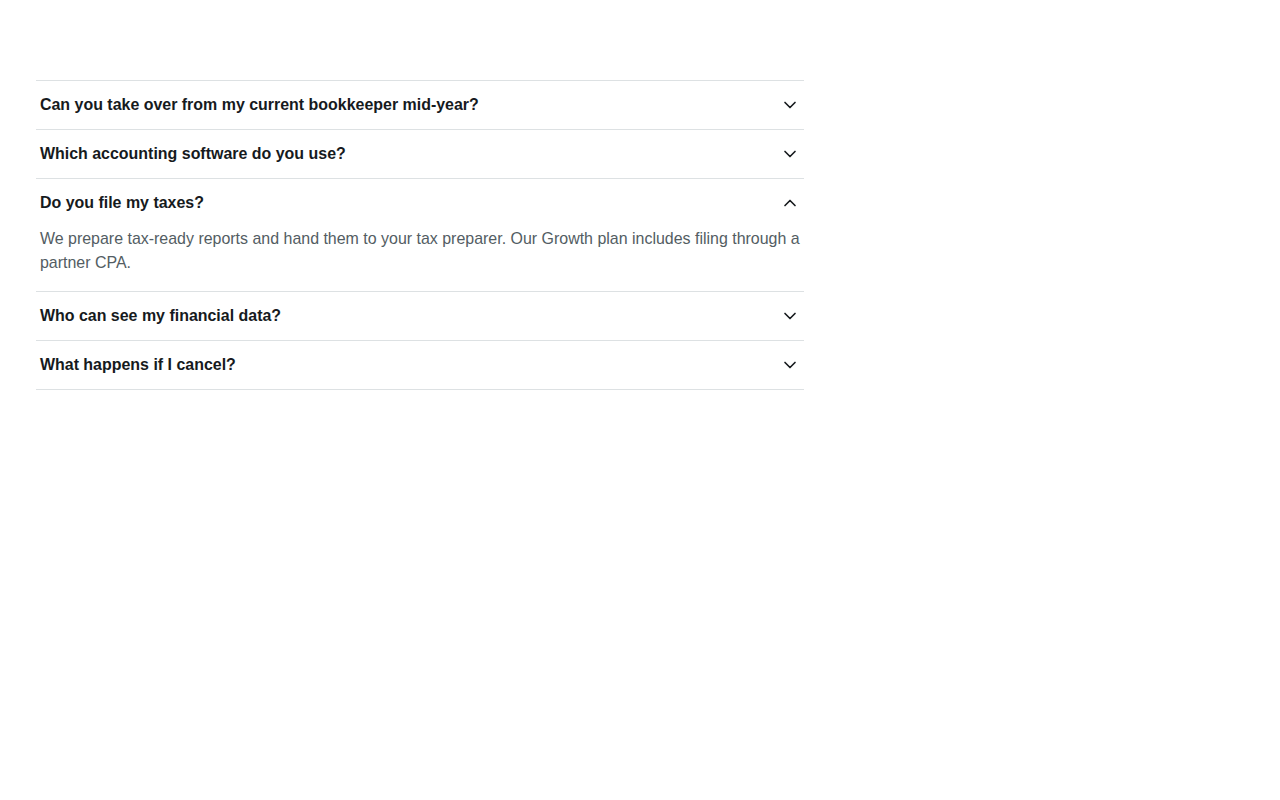 Can you take over from my current bookkeeper mid-year?
Which accounting software do you use?
Do you file my taxes?
We prepare tax-ready reports and hand them to your tax preparer. Our Growth plan includes filing through a
partner CPA.
Who can see my financial data?
What happens if I cancel?